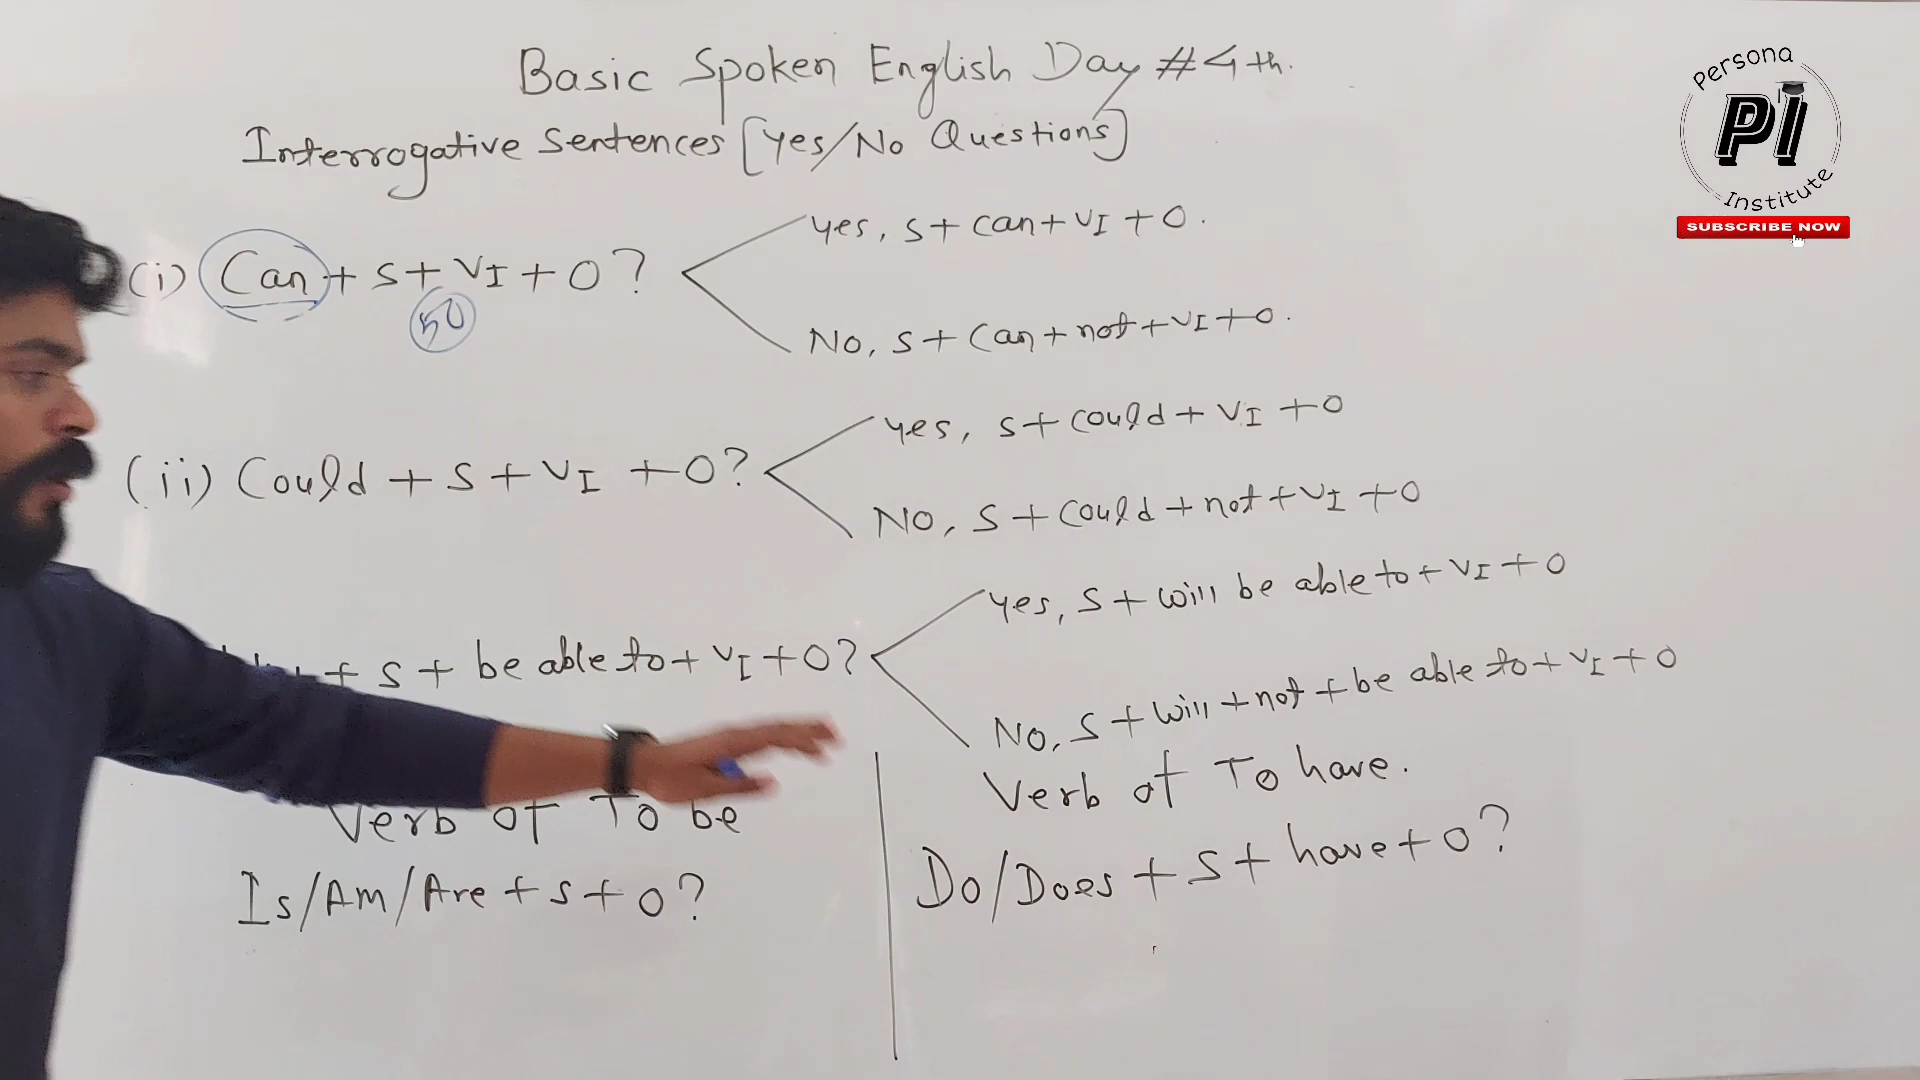 Basic Spoken English Day #4th.
Interrogative Sentences [Yes/No Questions]
Persona
PI
Institute
SUBSCRIBE NOW
(i) Can + S + VI + O?
50
Yes, S + Can + VI + O.
No, S + Can + not + VI + O.
(ii) Could + S + VI + O?
Yes, S + Could + VI + O
No, S + Could + not + VI + O
+ S + be able to + VI + O?
Yes, S + will be able to + VI + O
No, S + will + not + be able to + VI + O
Verb of To be
Is/Am/Are + S + O?
Verb of To have.
Do/Does + S + have + O?